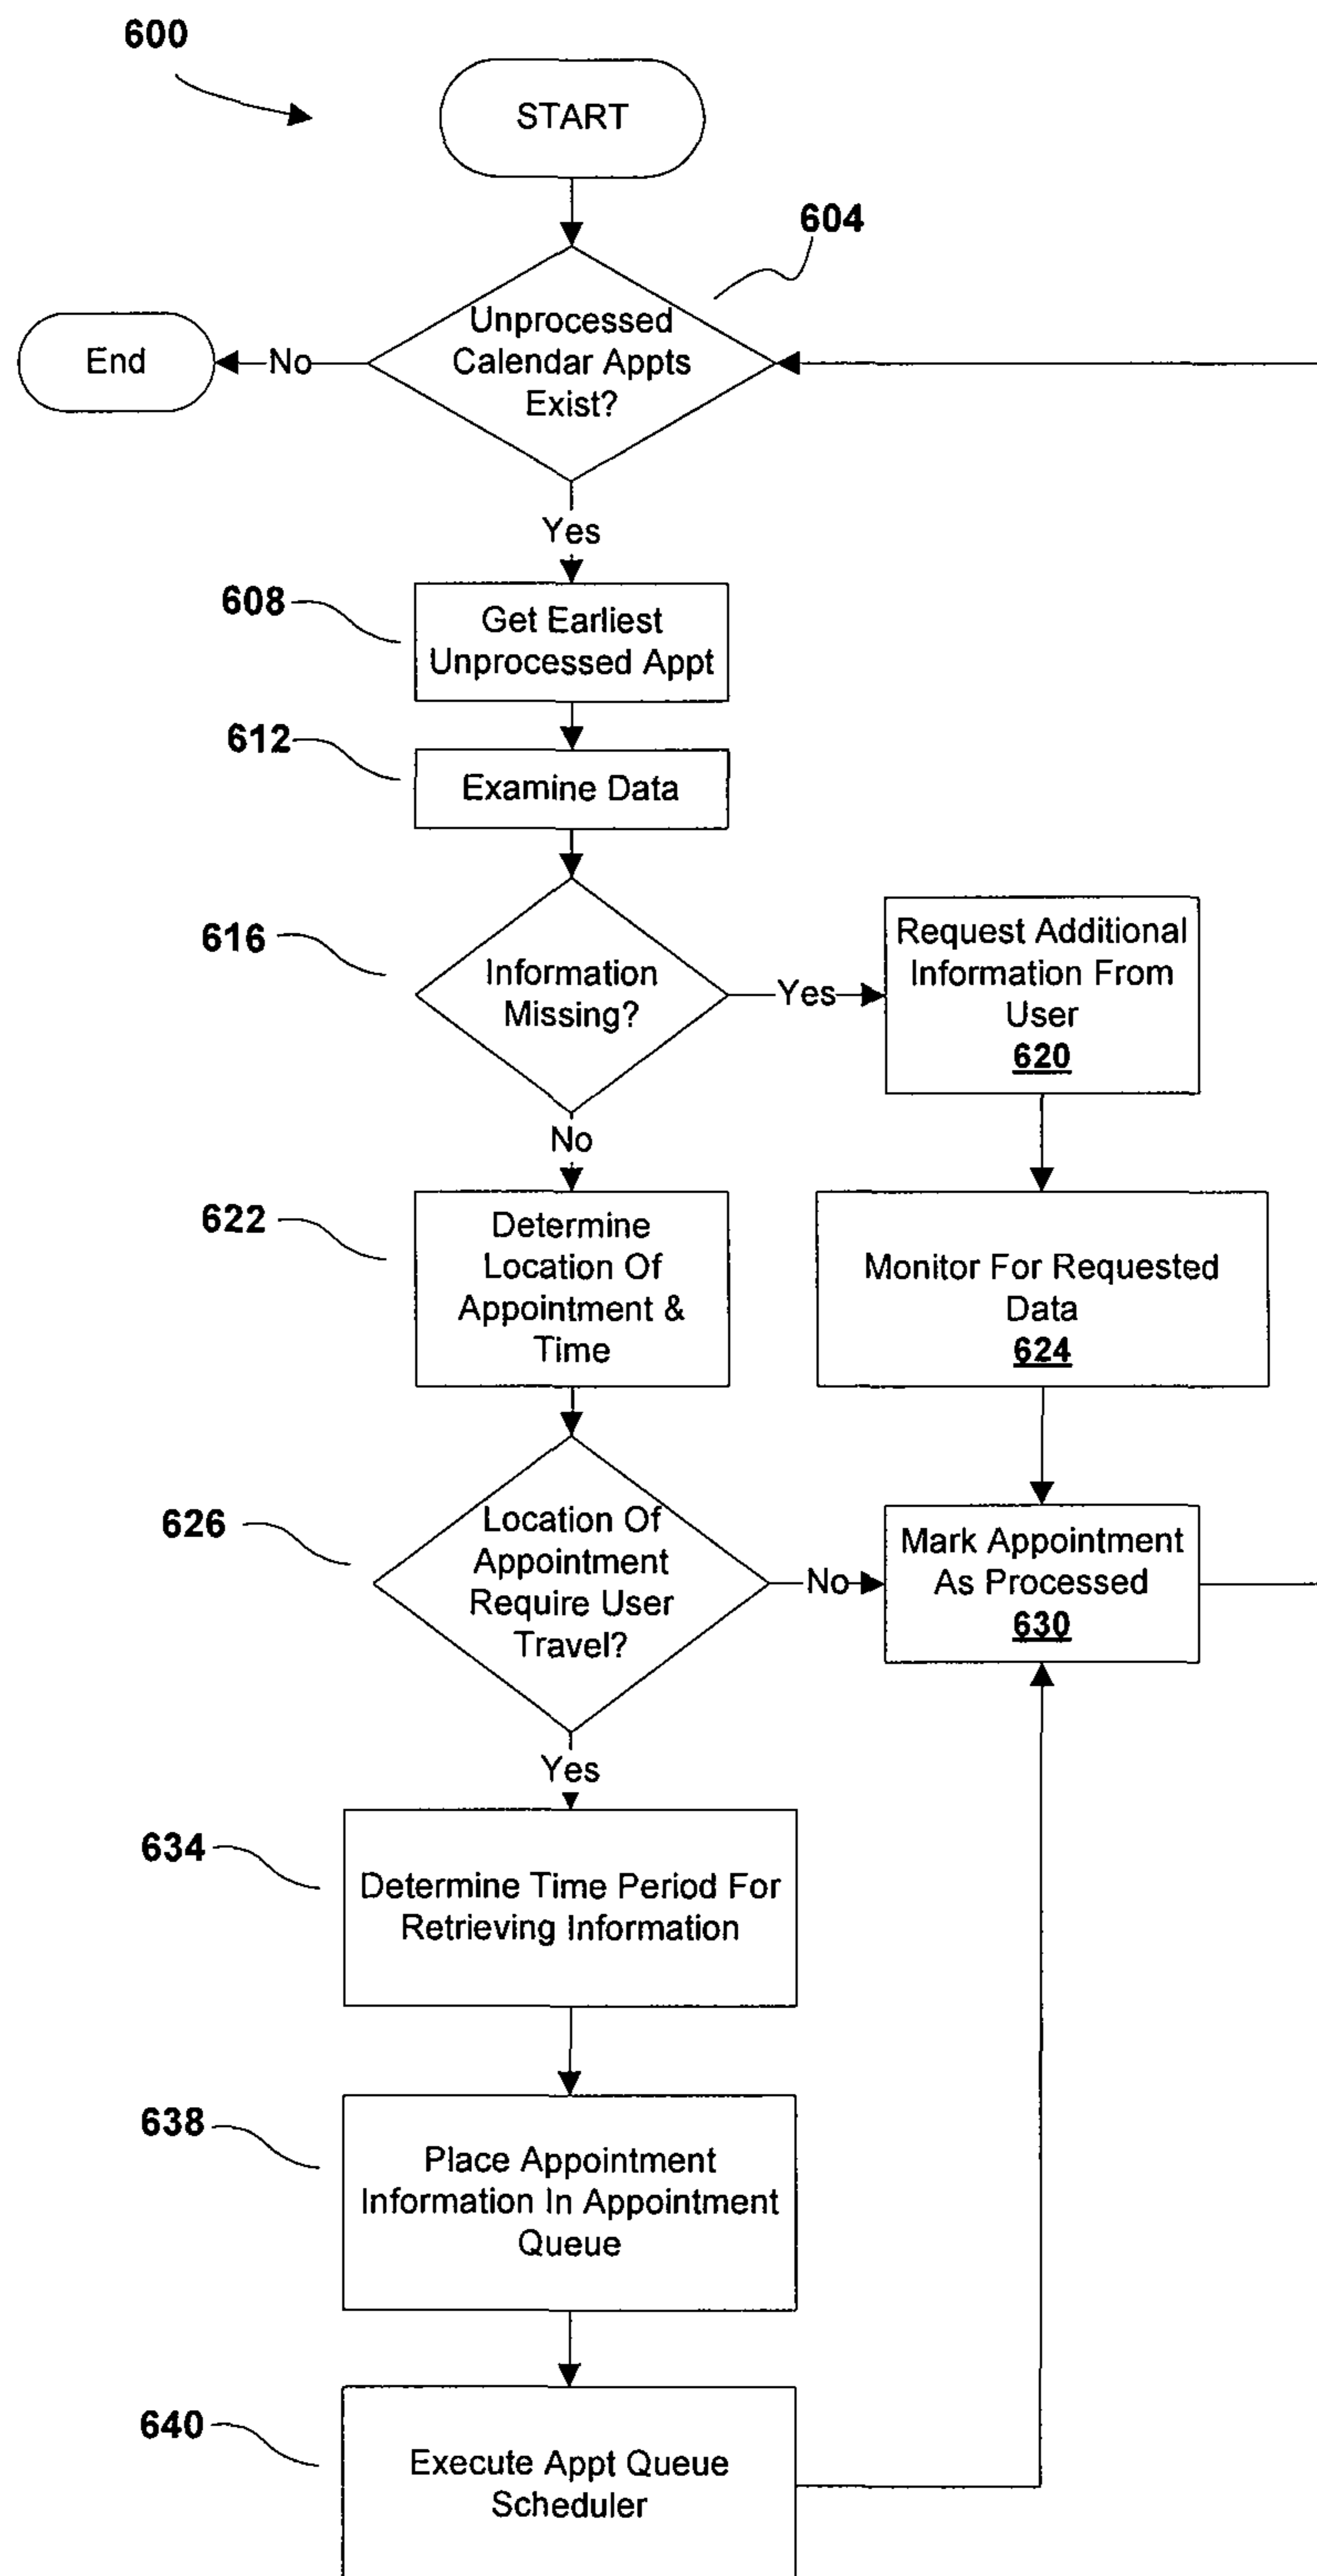 600
START
604
Unprocessed
Calendar Appts
Exist?
End
No
Yes
608
Get Earliest
Unprocessed Appt
612
Examine Data
616
Information
Missing?
Yes
Request Additional
Information From
User
620
No
622
Determine
Location Of
Appointment &
Time
Monitor For Requested
Data
624
626
Location Of
Appointment
Require User
Travel?
No
Mark Appointment
As Processed
630
Yes
634
Determine Time Period For
Retrieving Information
638
Place Appointment
Information In Appointment
Queue
640
Execute Appt Queue
Scheduler